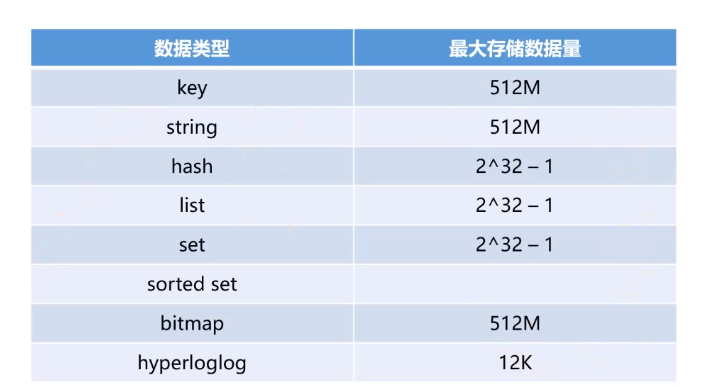 数据类型 最大存储数据量
key 512M
string 512M
hash 2^32 – 1
list 2^32 – 1
set 2^32 – 1
sorted set
bitmap 512M
hyperloglog 12K